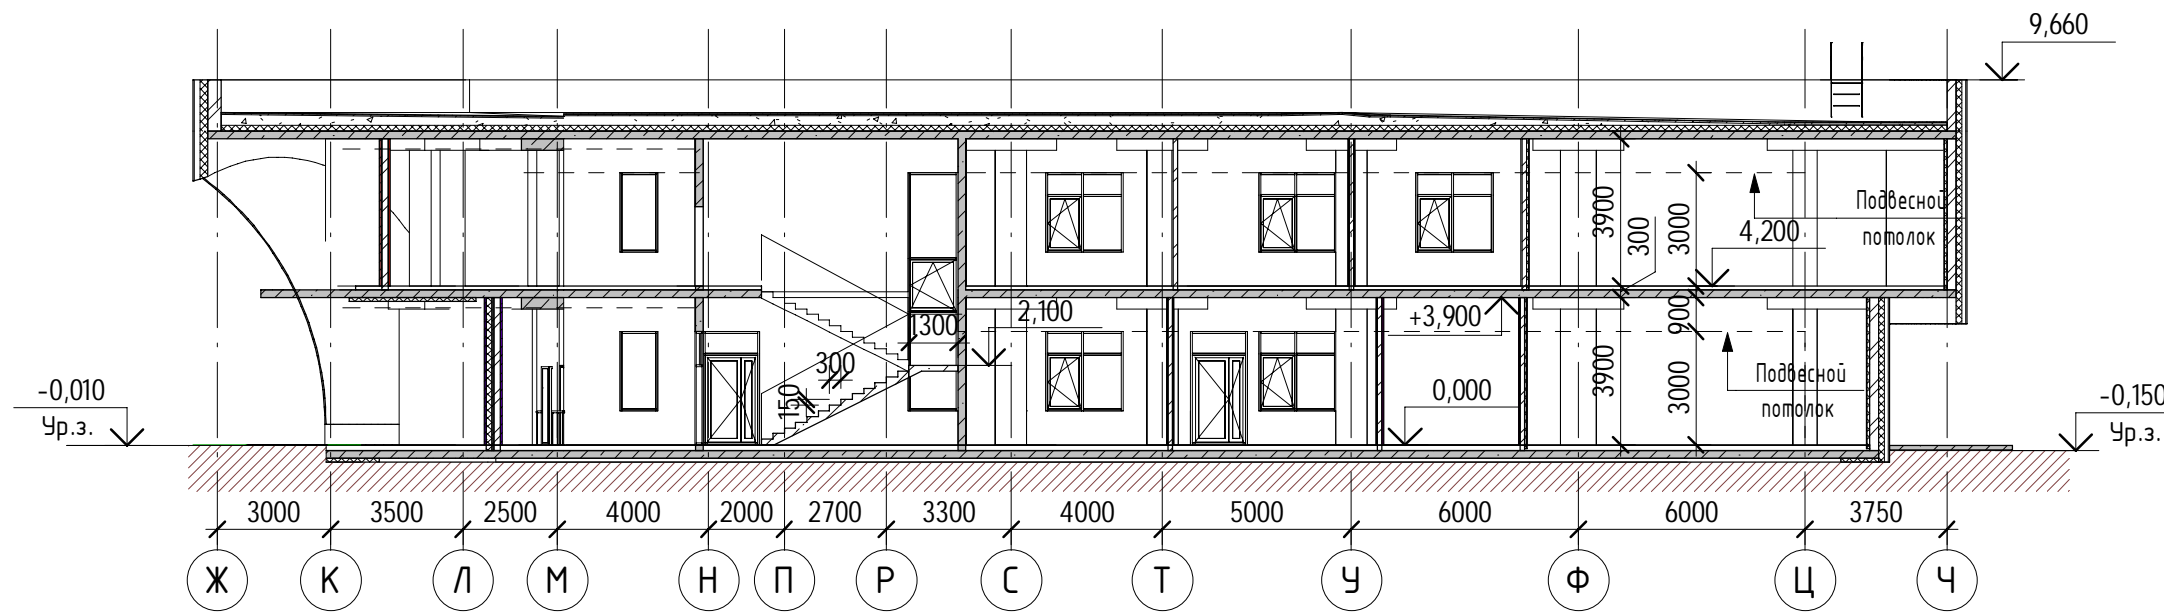 9,660
Подвесной
потолок
4,200
3900
300
3000
900
+3,900
2,100
1300
300
150
3900
3000
Подвесной
потолок
0,000
-0,010
Ур.з.
-0,150
Ур.з.
3000 3500 2500 4000 2000 2700 3300 4000 5000 6000 6000 3750
Ж К Л М Н П Р С Т У Ф Ц Ч